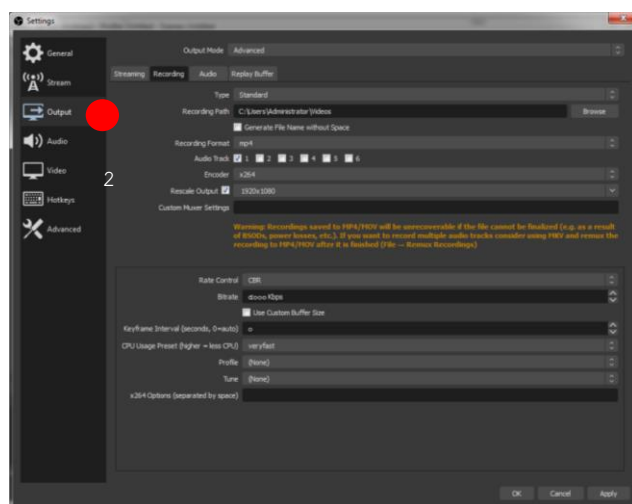 Settings
General
Stream
Output
Audio
2
Video
Hotkeys
Advanced
Output Mode Advanced
Streaming Recording Audio Replay Buffer
Type Standard
Recording Path C:\Users\Administrator\Videos Browse
Generate File Name without Space
Recording Format mp4
Audio Track 1 2 3 4 5 6
Encoder x264
Rescale Output 1920x1080
Custom Muxer Settings
Warning: Recordings saved to MP4/MOV will be unrecoverable if the file cannot be finalized (e.g. as a result
of BSODs, power losses, etc.). If you want to record multiple audio tracks consider using MKV and remux the
recording to MP4/MOV after it is finished (File → Remux Recordings)
Rate Control CBR
Bitrate Kbps
Use Custom Buffer Size
Keyframe Interval (seconds, 0=auto) 0
CPU Usage Preset (higher = less CPU) veryfast
Profile (None)
Tune (None)
x264 Options (separated by space)
OK Cancel Apply